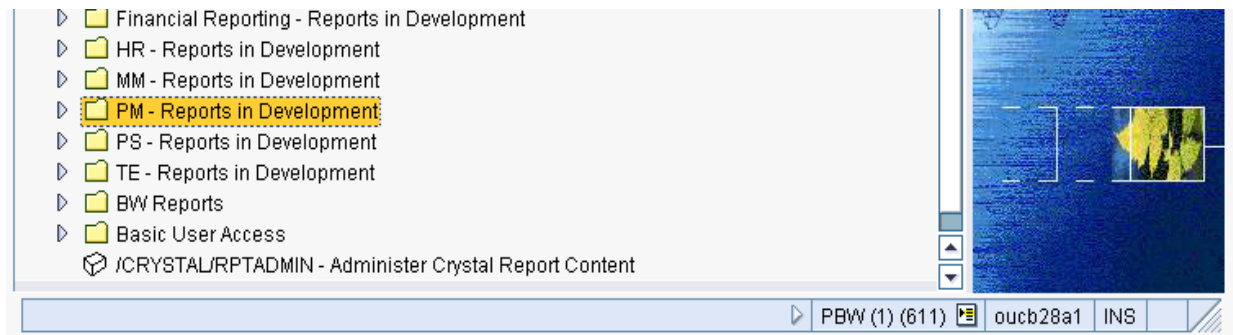 Financial Reporting - Reports in Development
HR - Reports in Development
MM - Reports in Development
PM - Reports in Development
PS - Reports in Development
TE - Reports in Development
BW Reports
Basic User Access
/CRYSTAL/RPTADMIN - Administer Crystal Report Content
PBW (1) (611) oucb28a1 INS